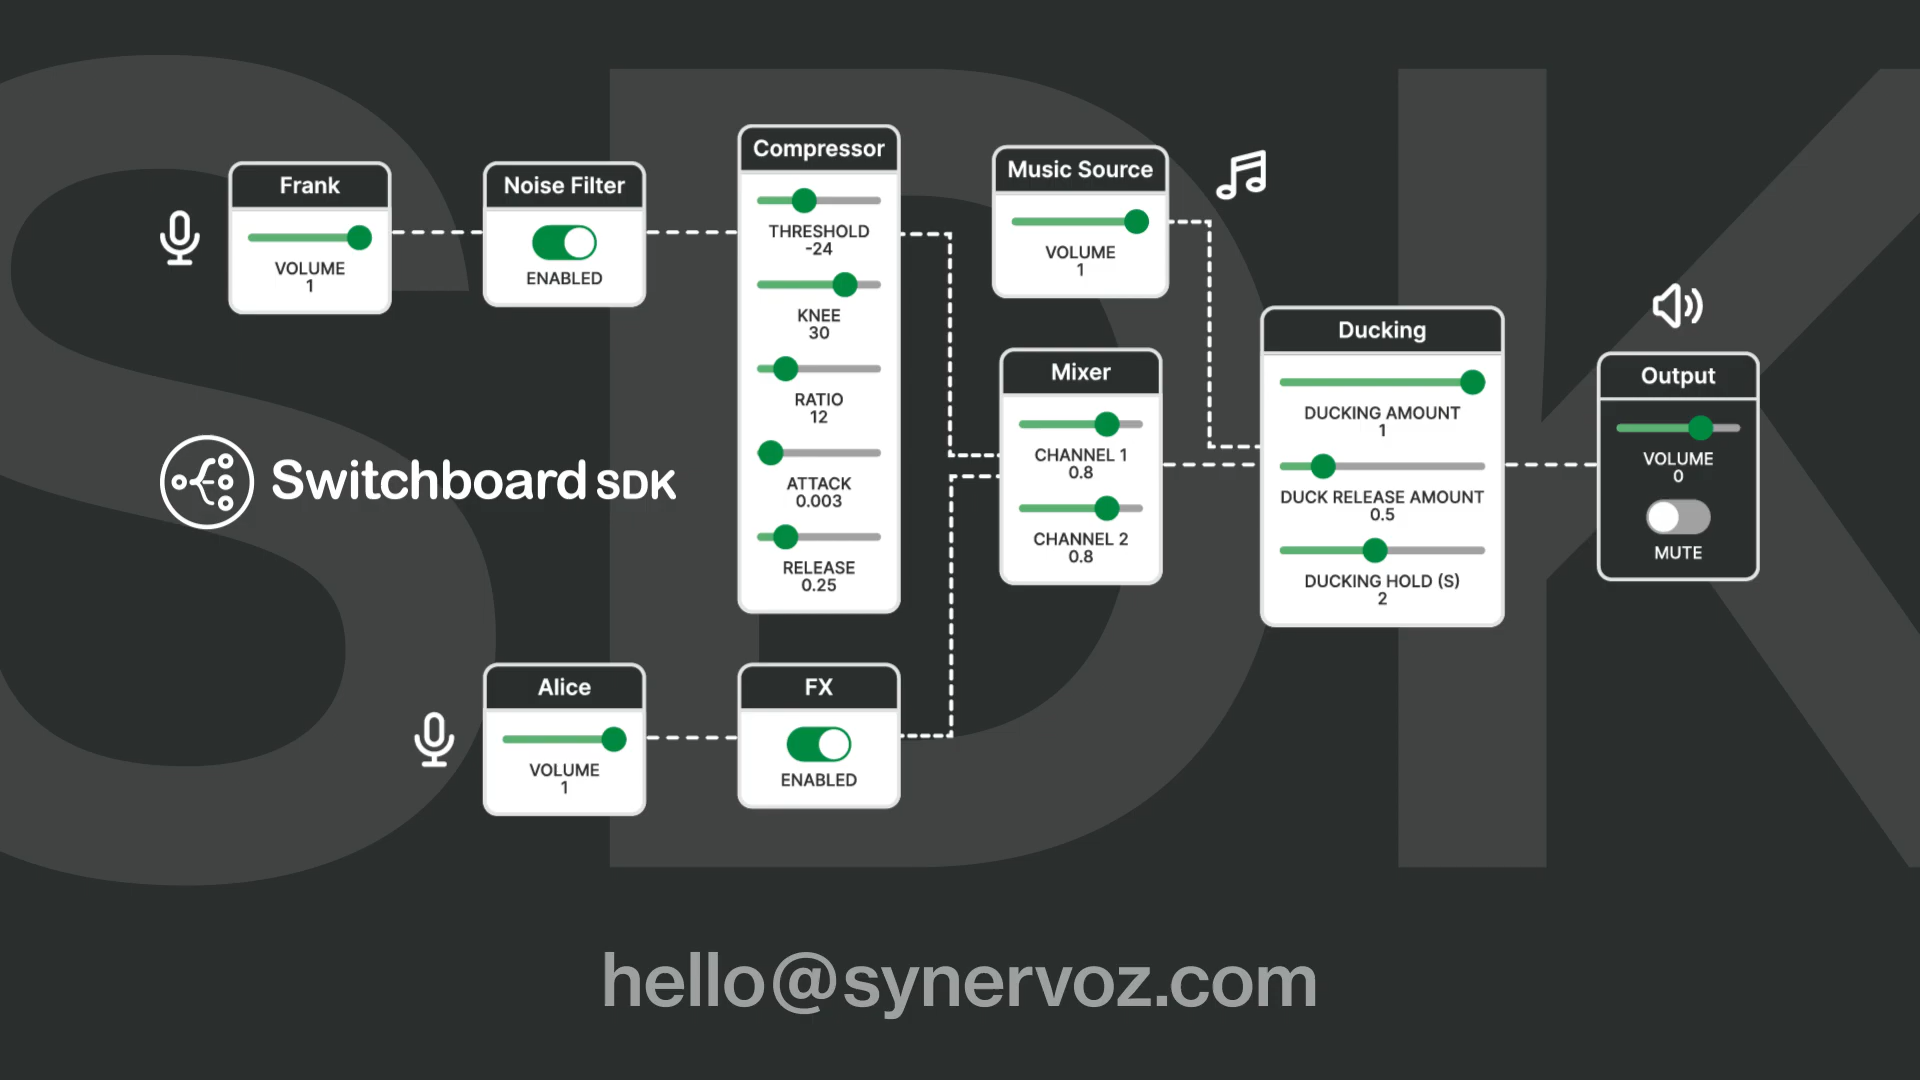 SDK
Frank
VOLUME
1
Noise Filter
ENABLED
Compressor
THRESHOLD
-24
KNEE
30
RATIO
12
ATTACK
0.003
RELEASE
0.25
Music Source
VOLUME
1
Mixer
CHANNEL 1
0.8
CHANNEL 2
0.8
Ducking
DUCKING AMOUNT
1
DUCK RELEASE AMOUNT
0.5
DUCKING HOLD (S)
2
Output
VOLUME
0
MUTE
Switchboard SDK
Alice
VOLUME
1
FX
ENABLED
hello@synervoz.com